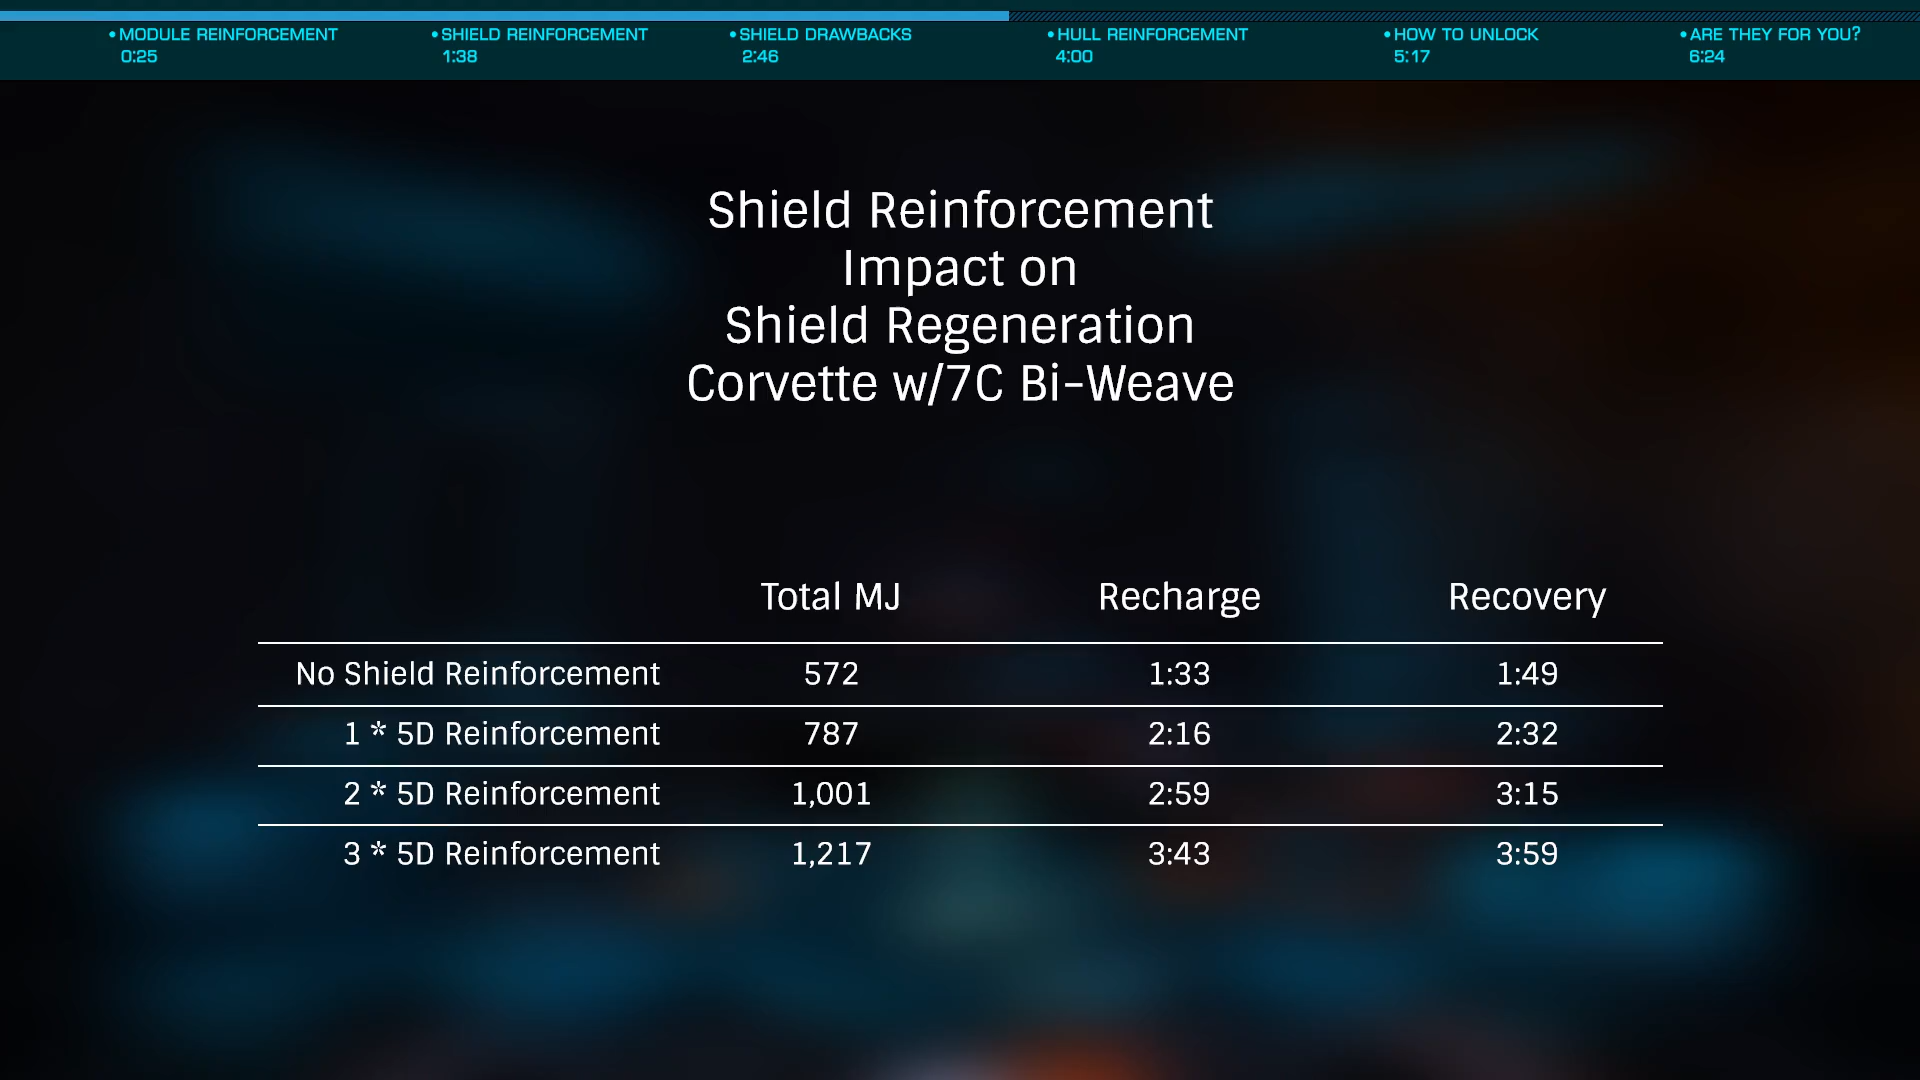 • MODULE REINFORCEMENT
0:25
• SHIELD REINFORCEMENT
1:38
• SHIELD DRAWBACKS
2:46
• HULL REINFORCEMENT
4:00
• HOW TO UNLOCK
5:17
• ARE THEY FOR YOU?
6:24
Shield Reinforcement
Impact on
Shield Regeneration
Corvette w/7C Bi-Weave
Total MJ Recharge Recovery
No Shield Reinforcement 572 1:33 1:49
1 * 5D Reinforcement 787 2:16 2:32
2 * 5D Reinforcement 1,001 2:59 3:15
3 * 5D Reinforcement 1,217 3:43 3:59